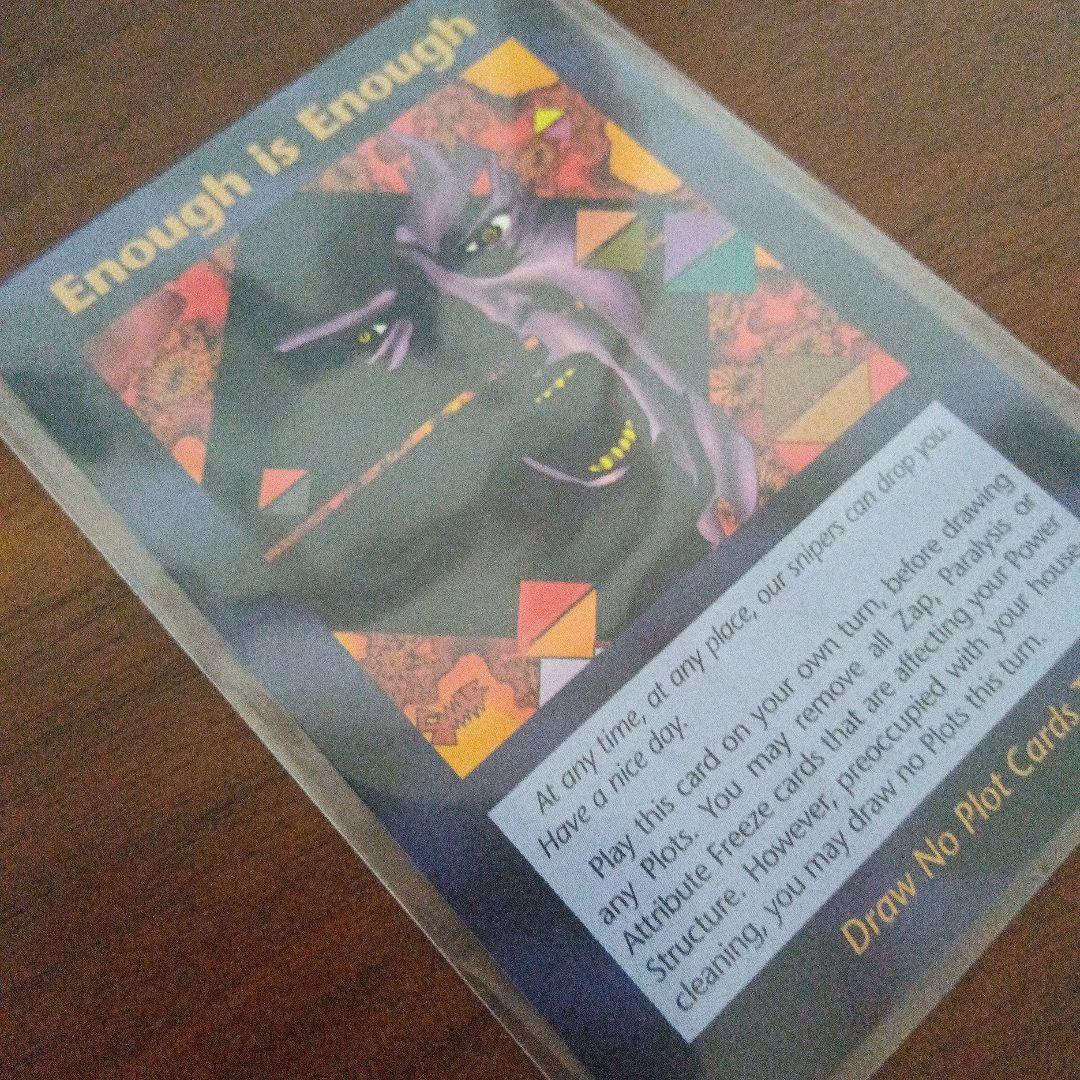 Enough is Enough
At any time, at any place, our snipers can drop you.
Have a nice day.
Play this card on your own turn, before drawing
any Plots. You may remove all Zap, Paralysis or
Attribute Freeze cards that are affecting your Power
Structure. However, preoccupied with your house
cleaning, you may draw no Plots this turn.
Draw No Plot Cards